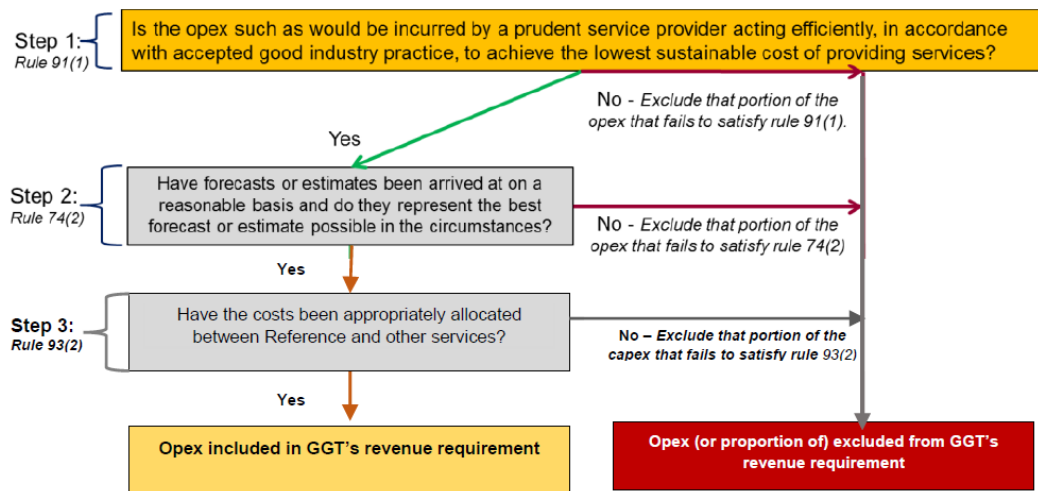 Step 1:
Rule 91(1)
Is the opex such as would be incurred by a prudent service provider acting efficiently, in accordance
with accepted good industry practice, to achieve the lowest sustainable cost of providing services?
No - Exclude that portion of the
opex that fails to satisfy rule 91(1).
Yes
Step 2:
Rule 74(2)
Have forecasts or estimates been arrived at on a
reasonable basis and do they represent the best
forecast or estimate possible in the circumstances?
No - Exclude that portion of the
opex that fails to satisfy rule 74(2)
Yes
Step 3:
Rule 93(2)
Have the costs been appropriately allocated
between Reference and other services?
No – Exclude that portion of the
capex that fails to satisfy rule 93(2)
Yes
Opex included in GGT's revenue requirement
Opex (or proportion of) excluded from GGT's
revenue requirement